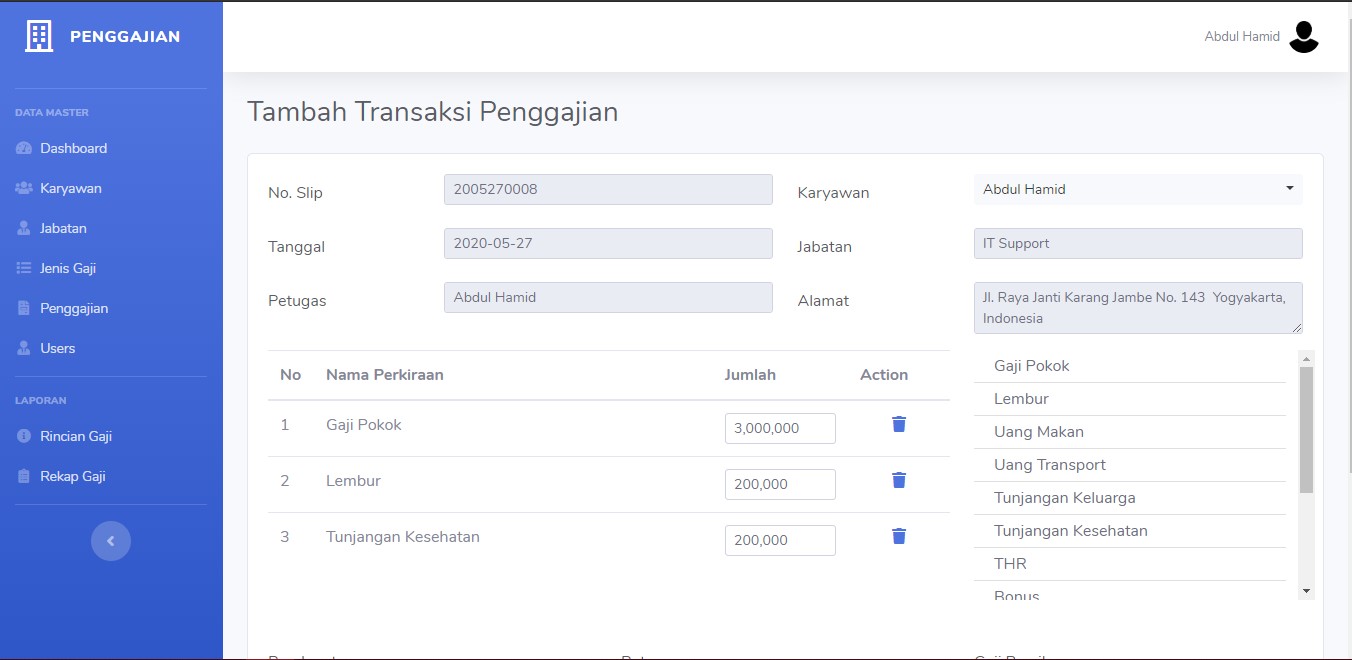 PENGGAJIAN
Abdul Hamid
DATA MASTER
Dashboard
Karyawan
Jabatan
Jenis Gaji
Penggajian
Users
LAPORAN
Rincian Gaji
Rekap Gaji
Tambah Transaksi Penggajian
No. Slip 2005270008 Karyawan Abdul Hamid
Tanggal 2020-05-27 Jabatan IT Support
Petugas Abdul Hamid Alamat Jl. Raya Janti Karang Jambe No. 143 Yogyakarta,
Indonesia
No Nama Perkiraan Jumlah Action
1 Gaji Pokok 3,000,000
2 Lembur 200,000
3 Tunjangan Kesehatan 200,000
Gaji Pokok
Lembur
Uang Makan
Uang Transport
Tunjangan Keluarga
Tunjangan Kesehatan
THR
Bonus